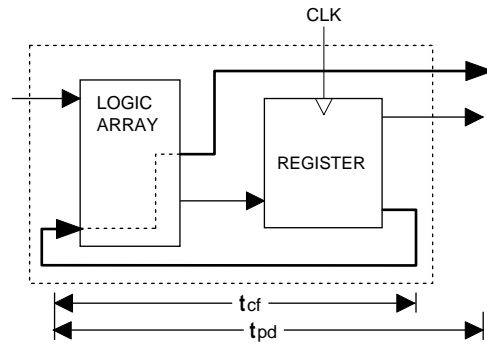 CLK
LOGIC
ARRAY
REGISTER
tcf
tpd